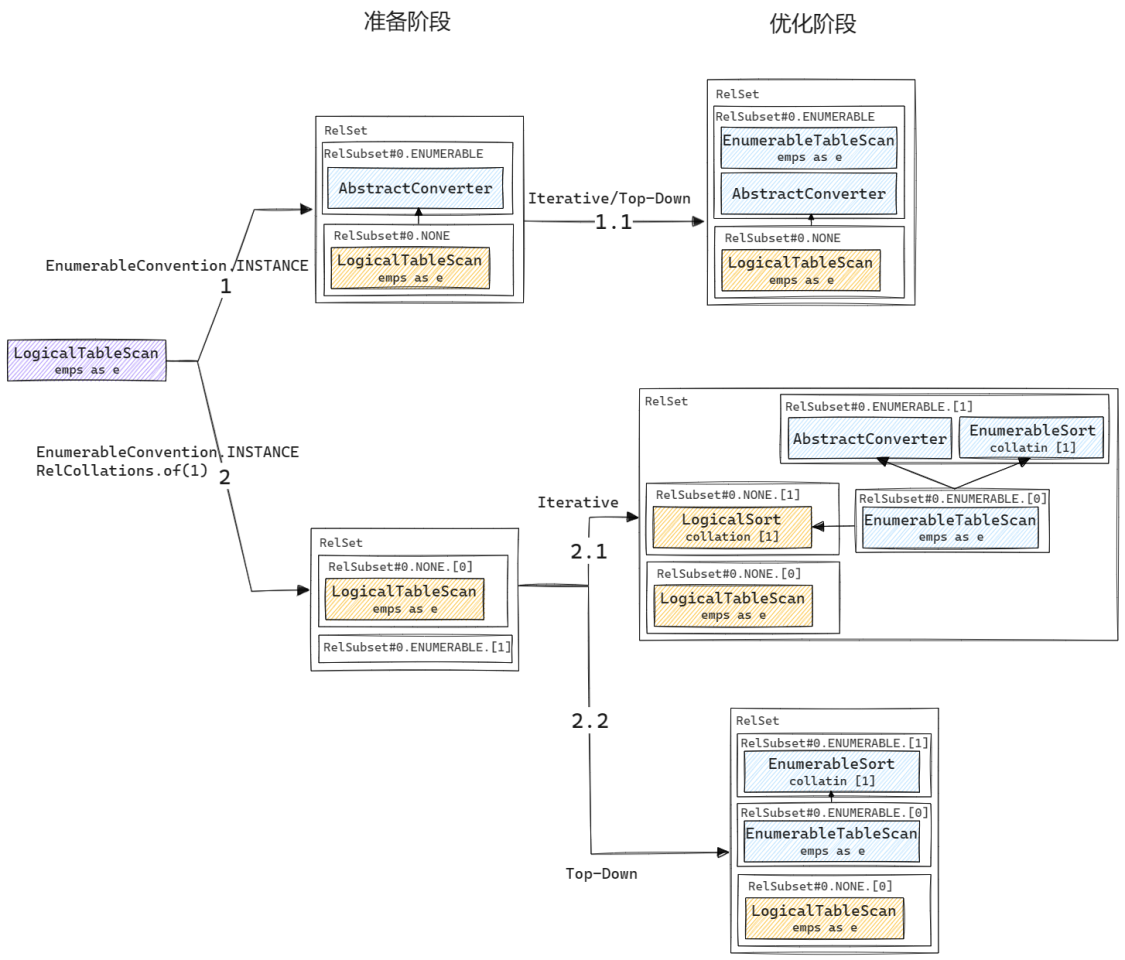 准备阶段
优化阶段
RelSet
RelSubset#0.ENUMERABLE
AbstractConverter
RelSubset#0.NONE
LogicalTableScan
emps as e
Iterative/Top-Down
1.1
RelSet
RelSubset#0.ENUMERABLE
EnumerableTableScan
emps as e
AbstractConverter
RelSubset#0.NONE
LogicalTableScan
emps as e
EnumerableConvention.INSTANCE
1
LogicalTableScan
emps as e
EnumerableConvention.INSTANCE
RelCollations.of(1)
2
RelSet
RelSubset#0.NONE.[0]
LogicalTableScan
emps as e
RelSubset#0.ENUMERABLE.[1]
Iterative
2.1
RelSet
RelSubset#0.ENUMERABLE.[1]
AbstractConverter
EnumerableSort
collatin [1]
RelSubset#0.NONE.[1]
LogicalSort
collation [1]
RelSubset#0.ENUMERABLE.[0]
EnumerableTableScan
emps as e
RelSubset#0.NONE.[0]
LogicalTableScan
emps as e
2.2
Top-Down
RelSet
RelSubset#0.ENUMERABLE.[1]
EnumerableSort
collatin [1]
RelSubset#0.ENUMERABLE.[0]
EnumerableTableScan
emps as e
RelSubset#0.NONE.[0]
LogicalTableScan
emps as e